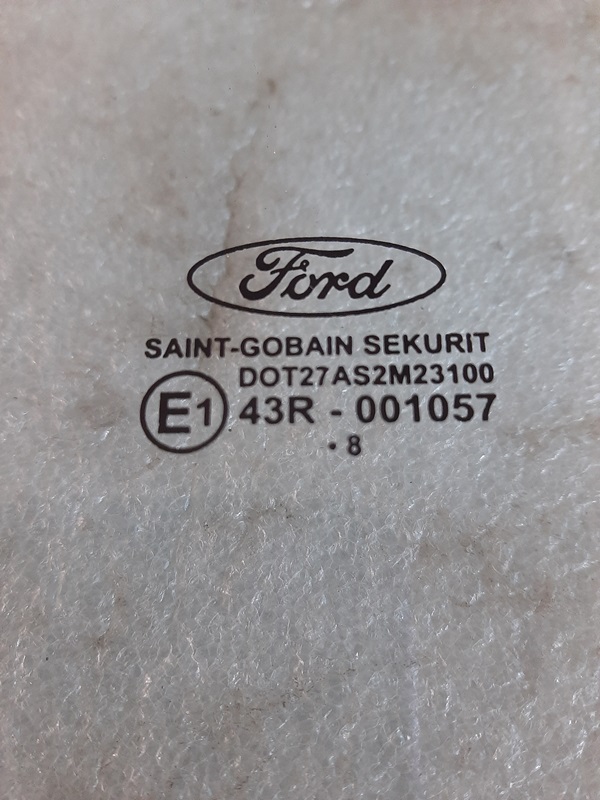 Ford
SAINT-GOBAIN SEKURIT
DOT27AS2M23100
E1 43R - 001057
• 8